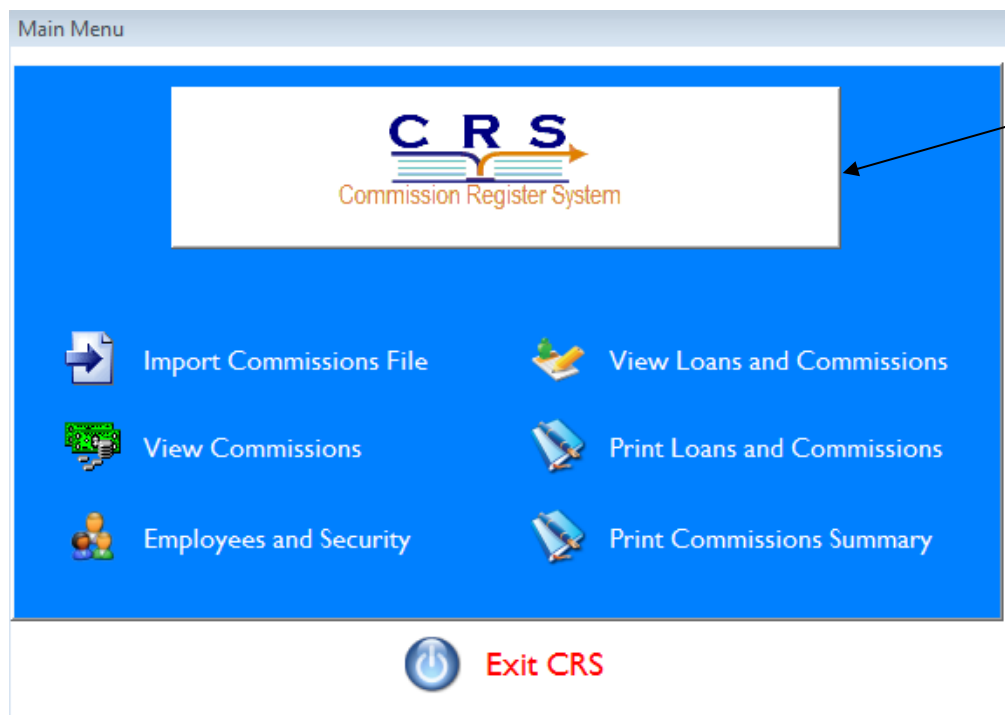 Main Menu
C R S
Commission Register System
Import Commissions File
View Loans and Commissions
View Commissions
Print Loans and Commissions
Employees and Security
Print Commissions Summary
Exit CRS